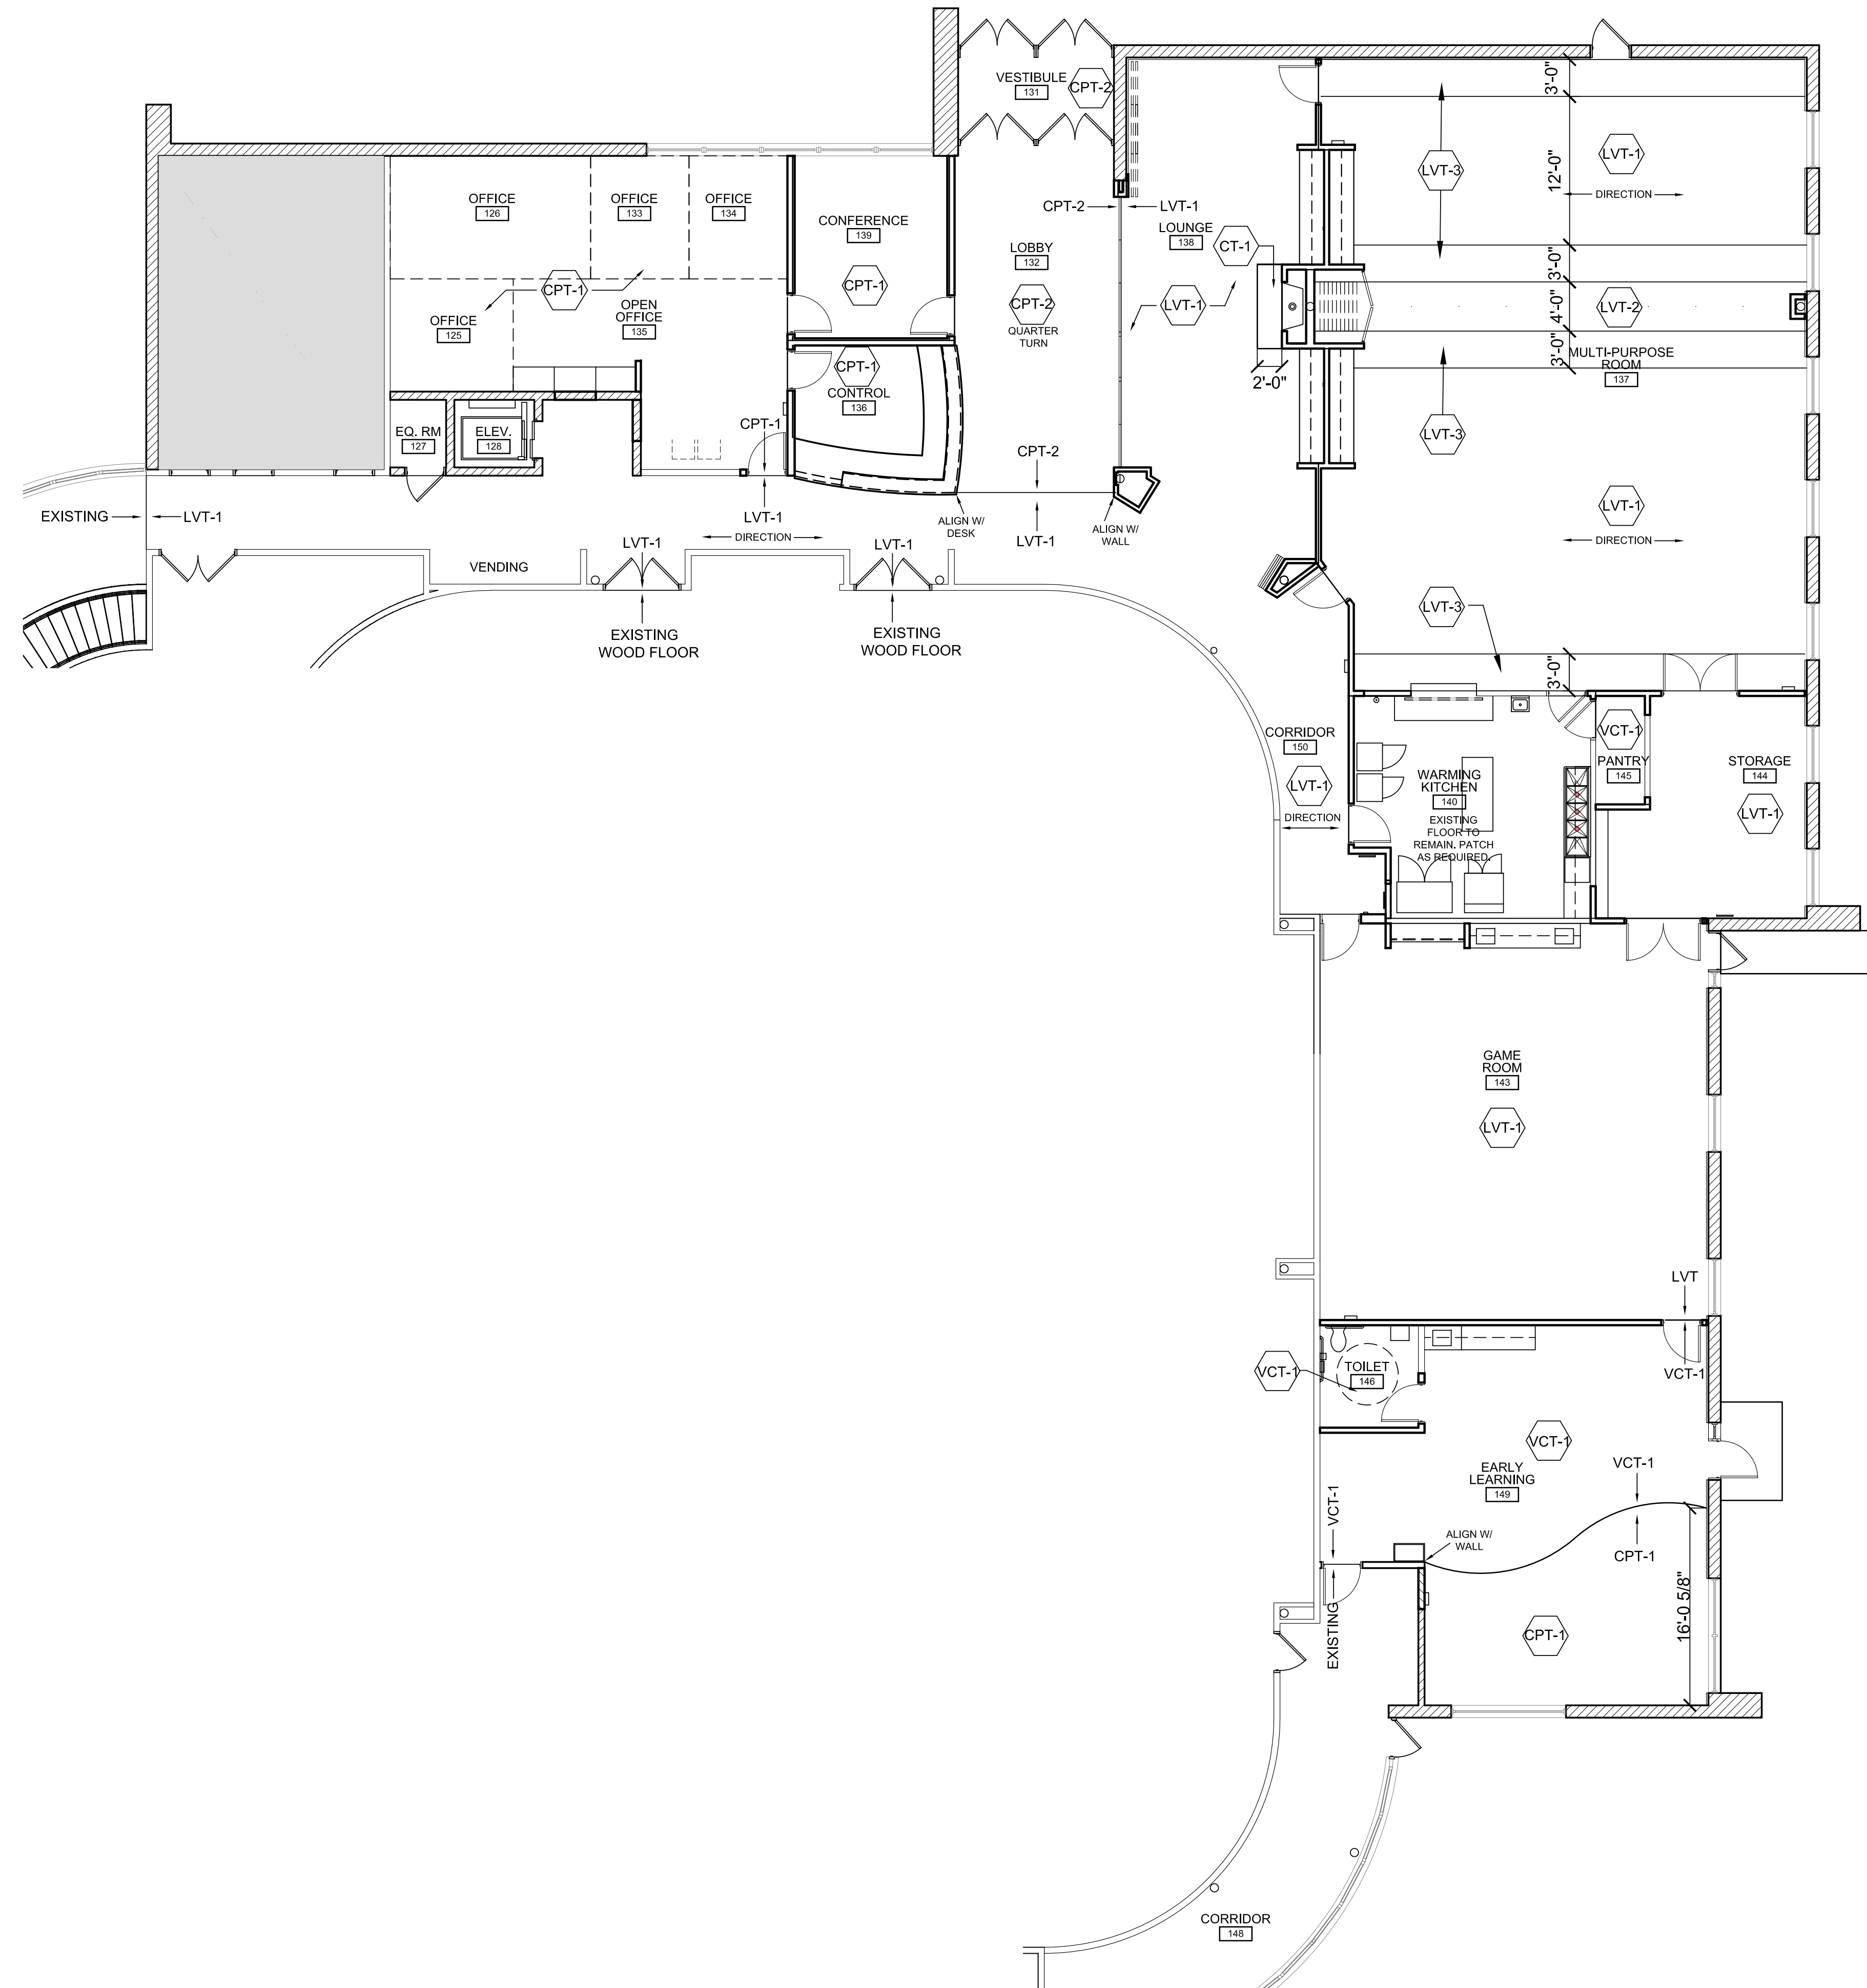 VESTIBULE
131
CPT-2
3'-0"
LVT-1
12'-0"
LVT-3
DIRECTION
OFFICE
126
OFFICE
133
OFFICE
134
CONFERENCE
139
CPT-1
CPT-2
LVT-1
LOUNGE
138
CT-1
LOBBY
132
CPT-2
QUARTER
TURN
LVT-1
3'-0"
4'-0"
LVT-2
3'-0"
MULTI-PURPOSE
ROOM
137
2'-0"
CPT-1
OPEN
OFFICE
135
OFFICE
125
CPT-1
CONTROL
136
EQ. RM
127
ELEV.
128
CPT-1
LVT-1
CPT-2
LVT-1
LVT-3
LVT-1
DIRECTION
EXISTING
LVT-1
DIRECTION
ALIGN W/
DESK
ALIGN W/
WALL
VENDING
LVT-1
EXISTING
WOOD FLOOR
LVT-1
EXISTING
WOOD FLOOR
LVT-3
3'-0"
CORRIDOR
150
LVT-1
DIRECTION
WARMING
KITCHEN
140
EXISTING
FLOOR TO
REMAIN. PATCH
AS REQUIRED.
VCT-1
PANTRY
145
STORAGE
144
LVT-1
GAME
ROOM
143
LVT-1
LVT
VCT-1
VCT-1
TOILET
146
VCT-1
EARLY
LEARNING
149
VCT-1
CPT-1
VCT-1
EXISTING
ALIGN W/
WALL
16'-0 5/8"
CPT-1
CORRIDOR
148